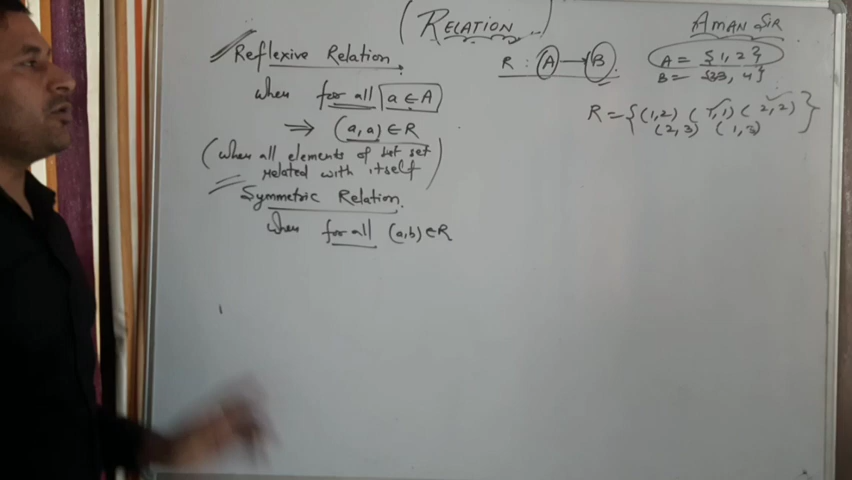 ( RELATION )
AMAN SIR
Reflexive Relation
when for all a ∈ A
⇒ (a, a) ∈ R
(when all elements of set
related with itself)
Symmetric Relation
when for all (a,b) ∈ R
R : A → B
A = {1, 2}
B = {3, 4}
R = {(1,2) (1,1) (2,2)
(2,3) (1,3) }